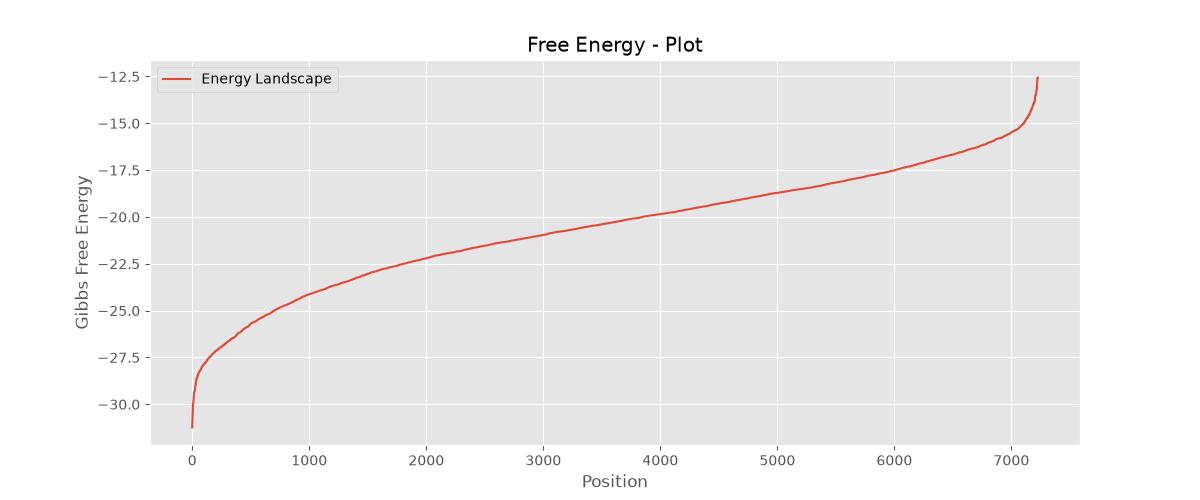 Free Energy - Plot
Energy Landscape
Gibbs Free Energy
−12.5
−15.0
−17.5
−20.0
−22.5
−25.0
−27.5
−30.0
0 1000 2000 3000 4000 5000 6000 7000
Position